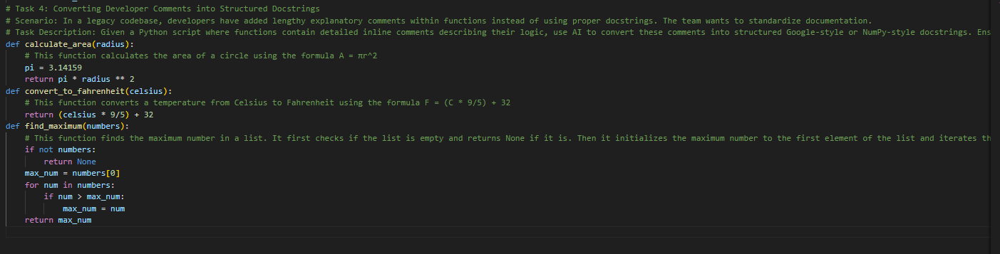 # Task 4: Converting Developer Comments into Structured Docstrings
# Scenario: In a legacy codebase, developers have added lengthy explanatory comments within functions instead of using proper docstrings. The team wants to standardize documentation.
# Task Description: Given a Python script where functions contain detailed inline comments describing their logic, use AI to convert these comments into structured Google-style or NumPy-style docstrings. Ens
def calculate_area(radius):
    # This function calculates the area of a circle using the formula A = πr^2
    pi = 3.14159
    return pi * radius ** 2
def convert_to_fahrenheit(celsius):
    # This function converts a temperature from Celsius to Fahrenheit using the formula F = (C * 9/5) + 32
    return (celsius * 9/5) + 32
def find_maximum(numbers):
    # This function finds the maximum number in a list. It first checks if the list is empty and returns None if it is. Then it initializes the maximum number to the first element of the list and iterates th
    if not numbers:
        return None
    max_num = numbers[0]
    for num in numbers:
        if num > max_num:
            max_num = num
    return max_num